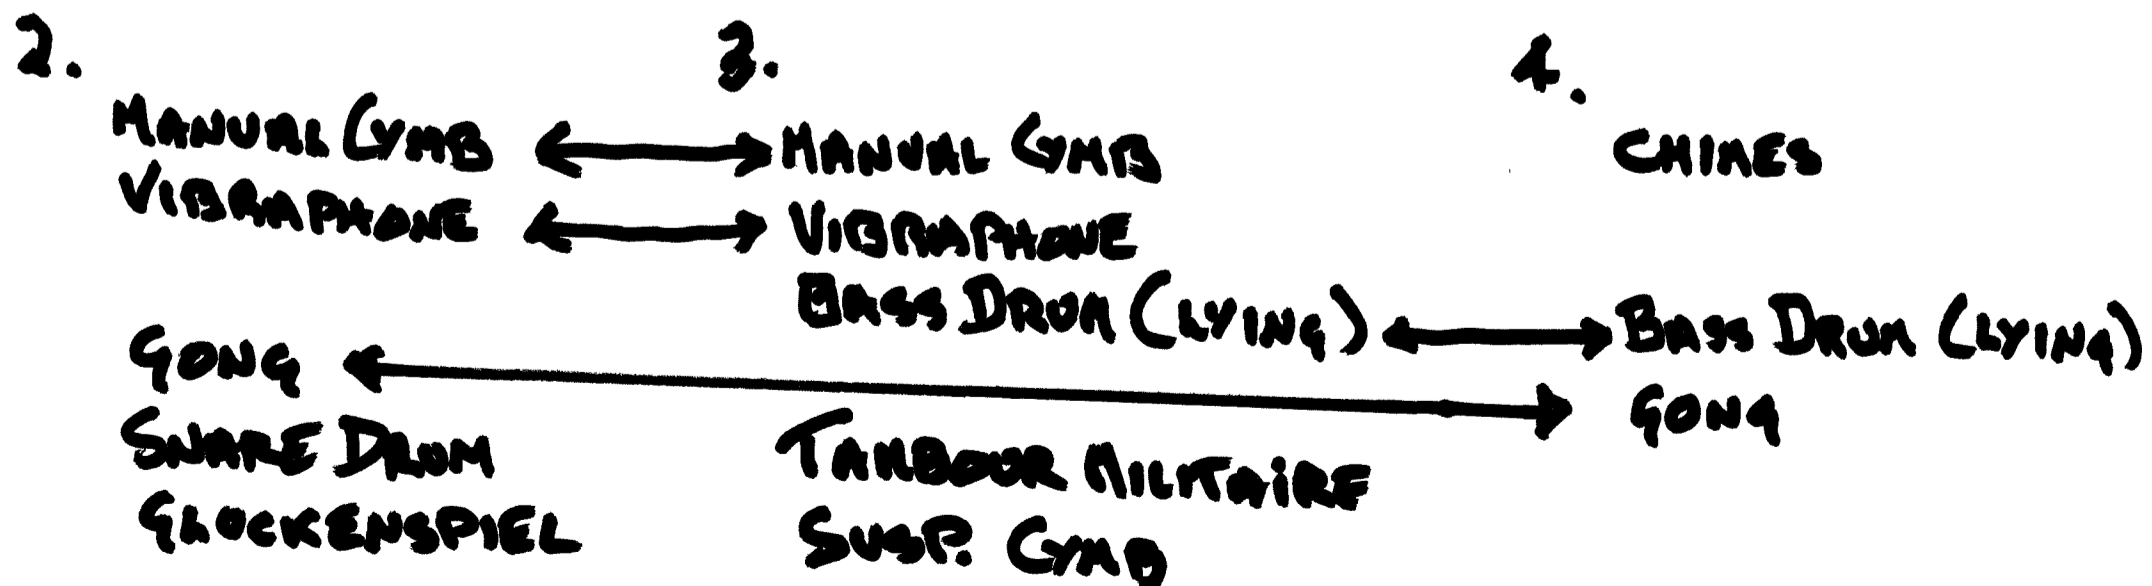 2.
MANUAL CYMB
VIBRAPHONE
GONG
SNARE DRUM
GLOCKENSPIEL
3.
MANUAL CYMB
VIBRAPHONE
BASS DRUM (LYING)
TAMBOUR MILITAIRE
SUSP. CYMB
4.
CHIMES
BASS DRUM (LYING)
GONG